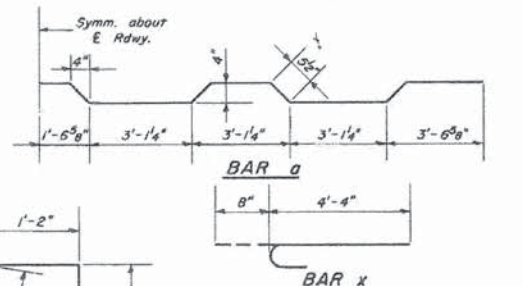 Symm. about
℄ Rdwy.
4"
4"
5½"
1'-6⅝"
3'-1¼"
3'-1¼"
3'-1¼"
3'-6⅝"
BAR a
1'-2"
8"
4'-4"
BAR x